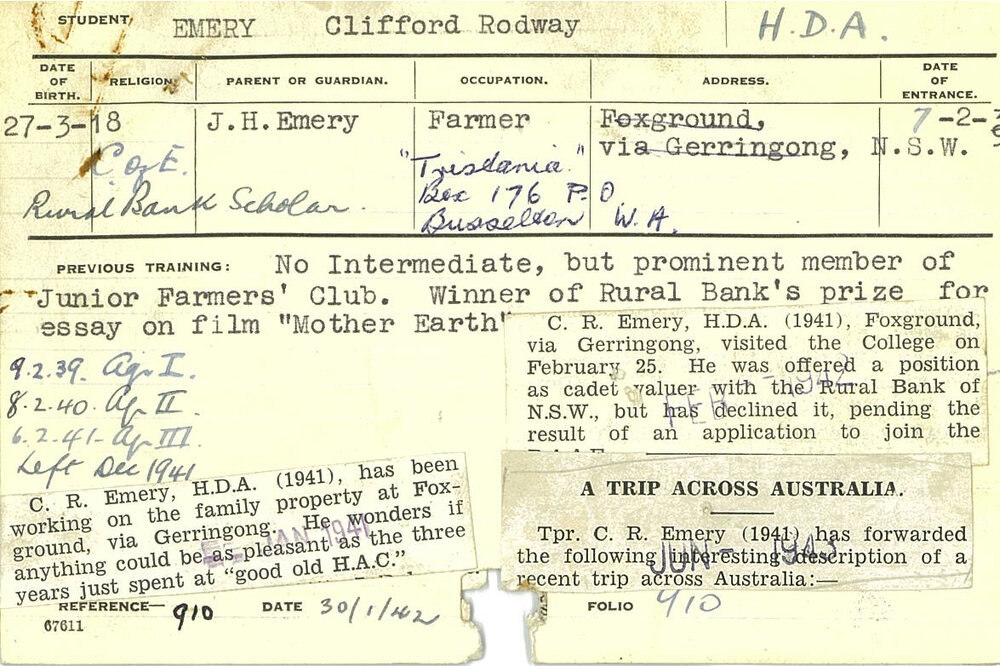 STUDENT, EMERY Clifford Rodway H.D.A.
DATE OF BIRTH. RELIGION. PARENT OR GUARDIAN. OCCUPATION. ADDRESS. DATE OF ENTRANCE.
27-3-18 J.H.Emery Farmer Foxground, 7-2-
via Gerringong, N.S.W.
C of E.
"Tristania"
Rural Bank Scholar. Box 176 P.O
Busselton W.A.
PREVIOUS TRAINING: No Intermediate, but prominent member of
Junior Farmers' Club. Winner of Rural Bank's prize for
essay on film "Mother Earth"
9.2.39. Agr I.
8.2.40. Ag II.
6.2.41- Ag III.
Left Dec 1941
C. R. Emery, H.D.A. (1941), Foxground,
via Gerringong, visited the College on
February 25. He was offered a position
as cadet valuer with the Rural Bank of
N.S.W., but has declined it, pending the
result of an application to join the
FEB - 1942
C. R. Emery, H.D.A. (1941), has been
working on the family property at Fox-
ground, via Gerringong. He wonders if
anything could be as pleasant as the three
years just spent at "good old H.A.C."
JAN 1941
A TRIP ACROSS AUSTRALIA.
Tpr. C. R. Emery (1941) has forwarded
the following interesting description of a
recent trip across Australia:—
JUN - 1943
REFERENCE— 910 DATE 30/1/42 FOLIO 910
67611